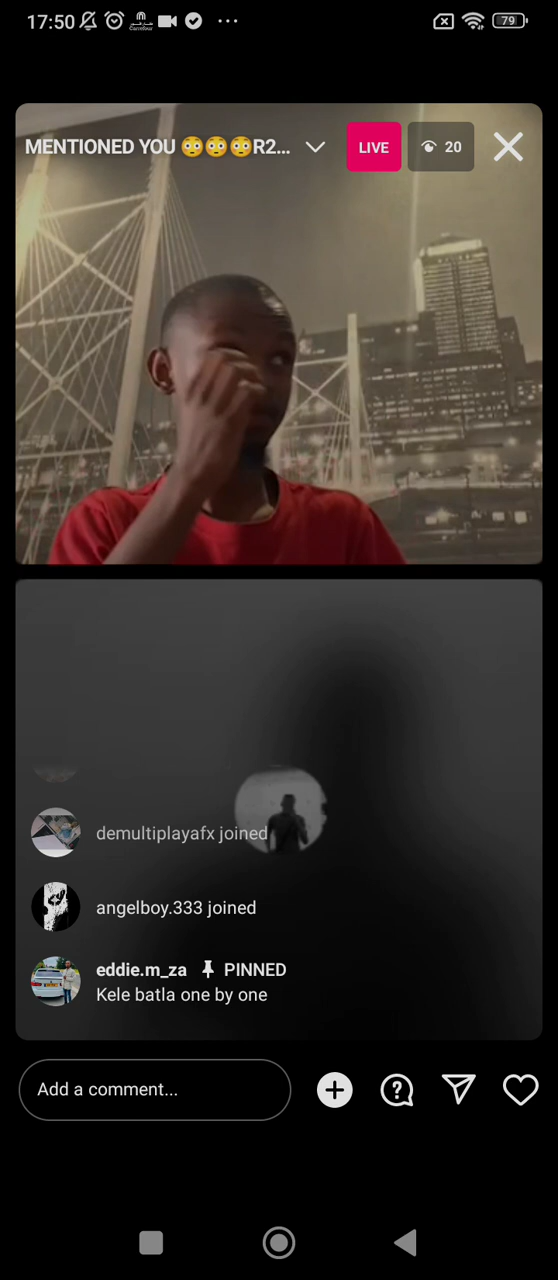 17:50 79
MENTIONED YOU 😳😳😳R2... LIVE 20
demultiplayafx joined
angelboy.333 joined
eddie.m_za PINNED
Kele batla one by one
Add a comment...